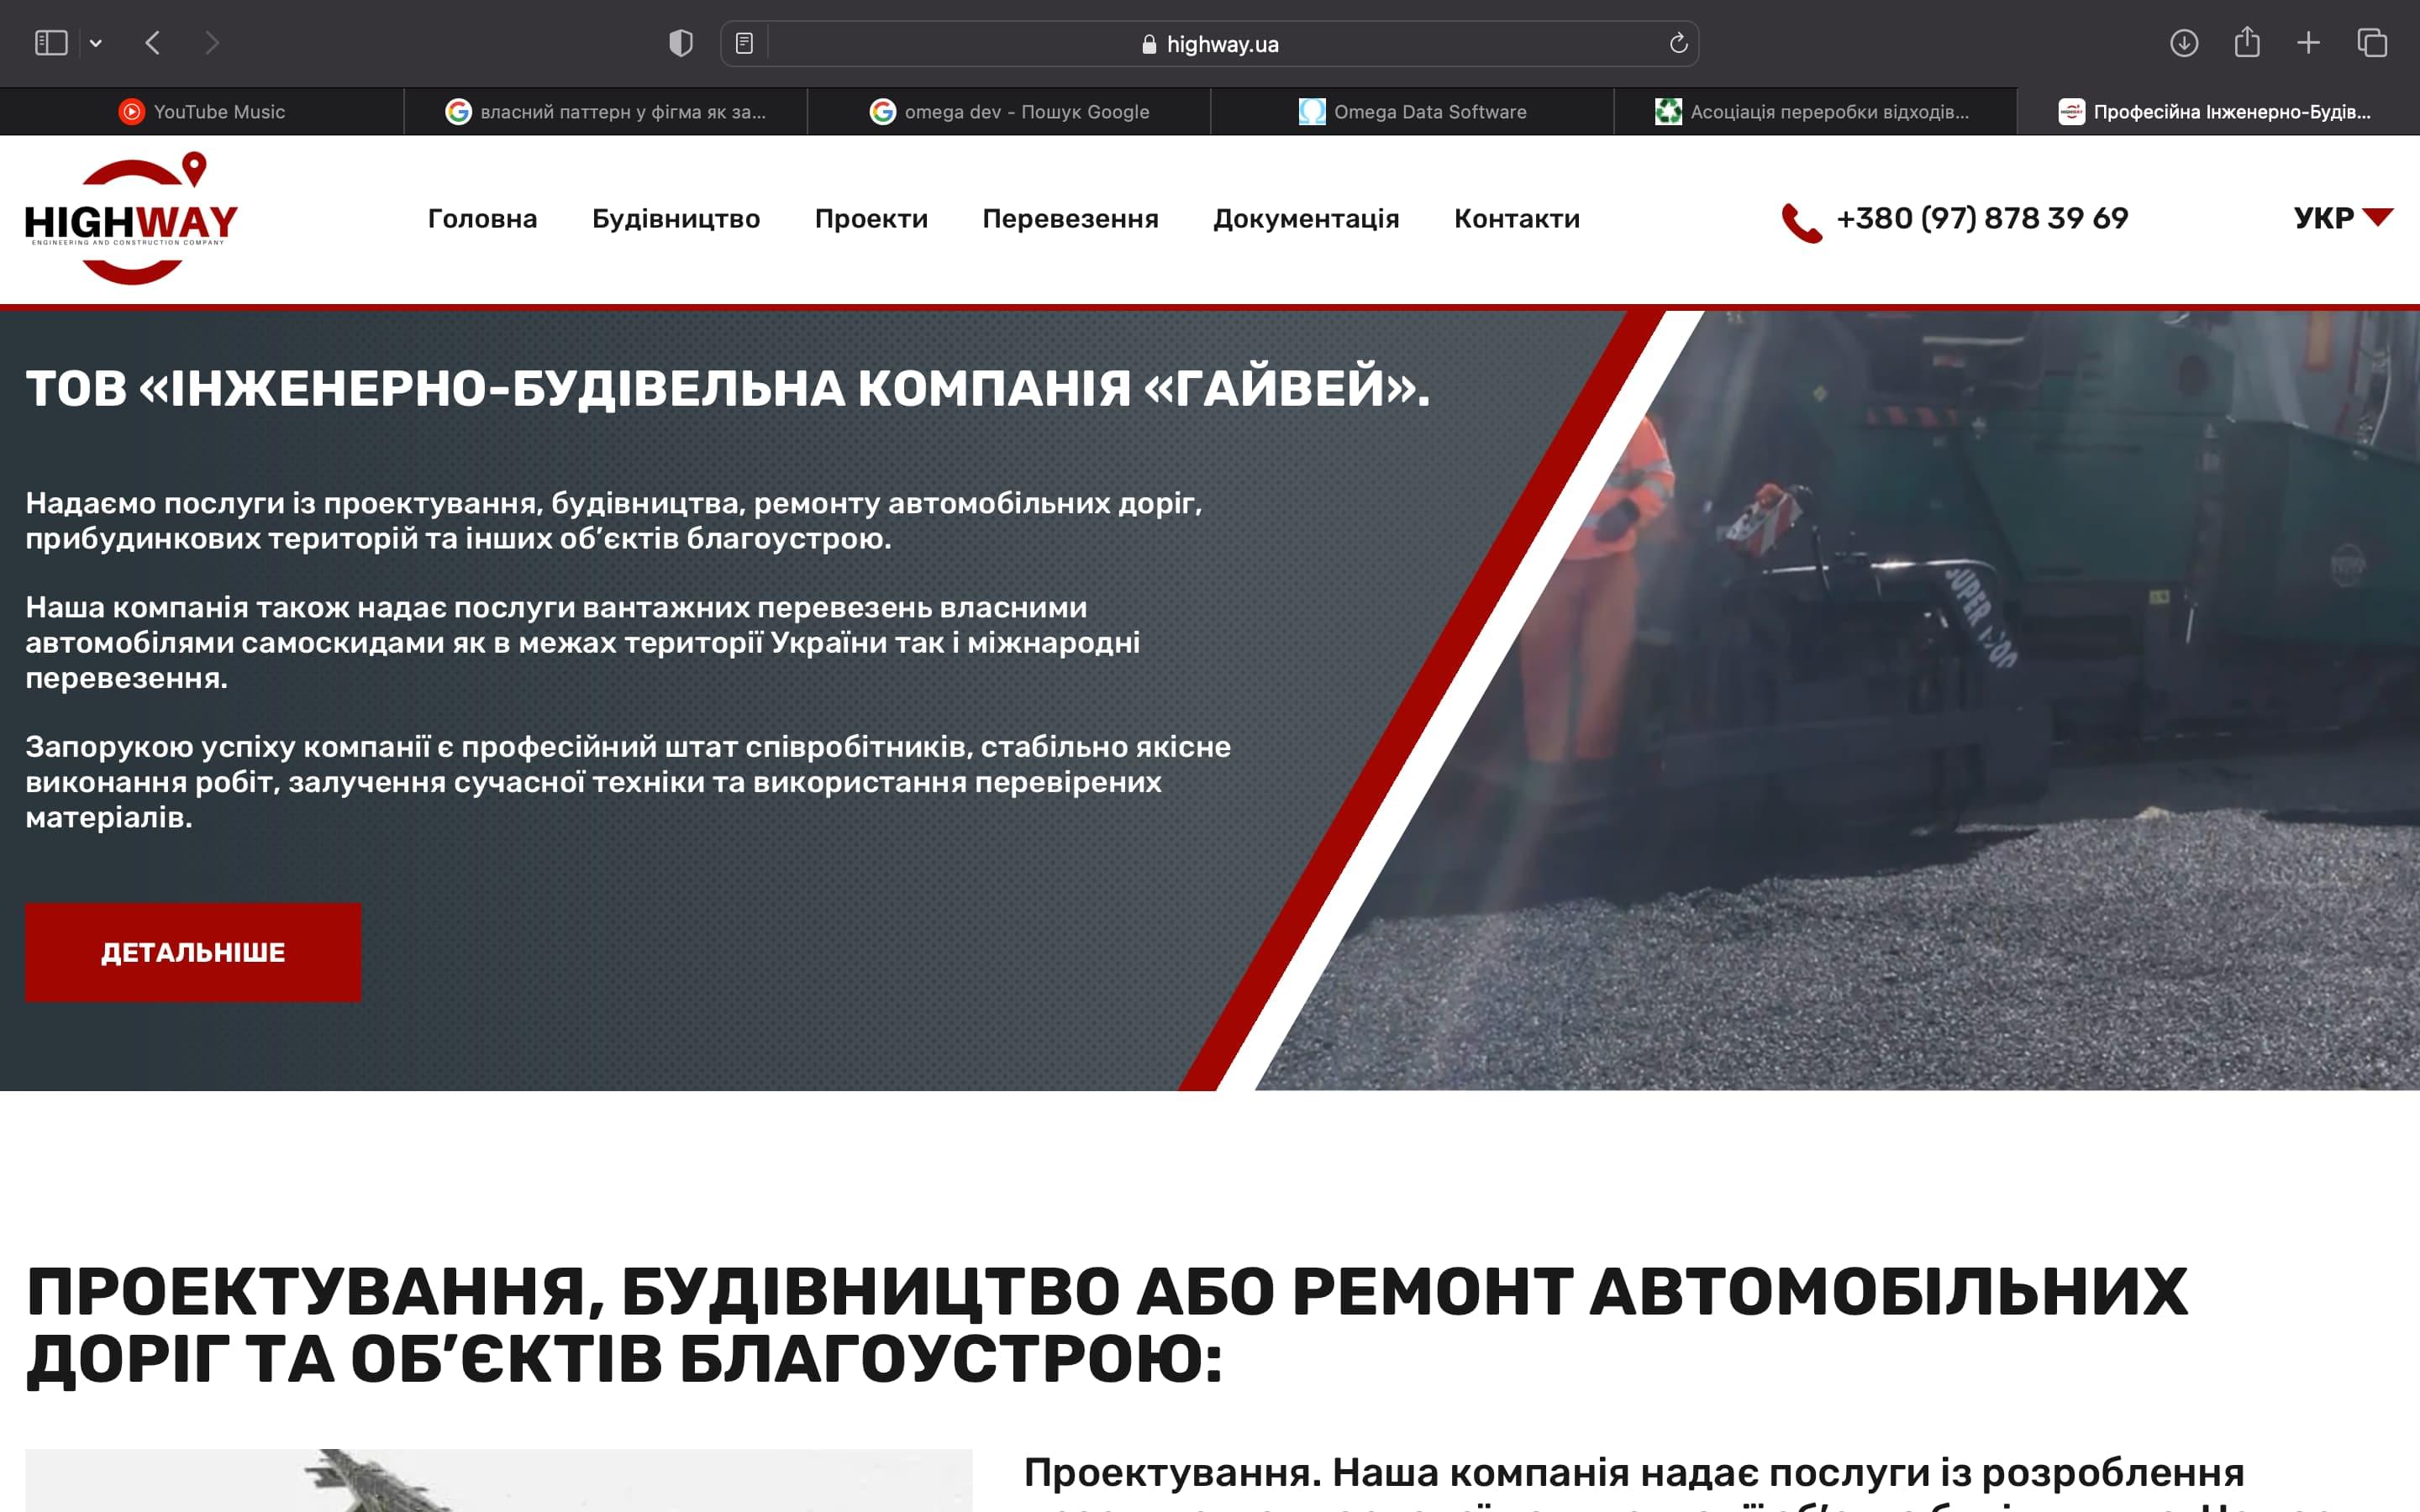 highway.ua
YouTube Music
власний паттерн у фігма як за...
omega dev - Пошук Google
Omega Data Software
Асоціація переробки відходів...
Професійна Інженерно-Будів...
HIGHWAY
ENGINEERING AND CONSTRUCTION COMPANY
Головна
Будівництво
Проекти
Перевезення
Документація
Контакти
+380 (97) 878 39 69
УКР
ТОВ «ІНЖЕНЕРНО-БУДІВЕЛЬНА КОМПАНІЯ «ГАЙВЕЙ».
Надаємо послуги із проектування, будівництва, ремонту автомобільних доріг,
прибудинкових територій та інших об’єктів благоустрою.
Наша компанія також надає послуги вантажних перевезень власними
автомобілями самоскидами як в межах території України так і міжнародні
перевезення.
Запорукою успіху компанії є професійний штат співробітників, стабільно якісне
виконання робіт, залучення сучасної техніки та використання перевірених
матеріалів.
ДЕТАЛЬНІШЕ
SUPER
ПРОЕКТУВАННЯ, БУДІВНИЦТВО АБО РЕМОНТ АВТОМОБІЛЬНИХ
ДОРІГ ТА ОБ’ЄКТІВ БЛАГОУСТРОЮ:
Проектування. Наша компанія надає послуги із розроблення